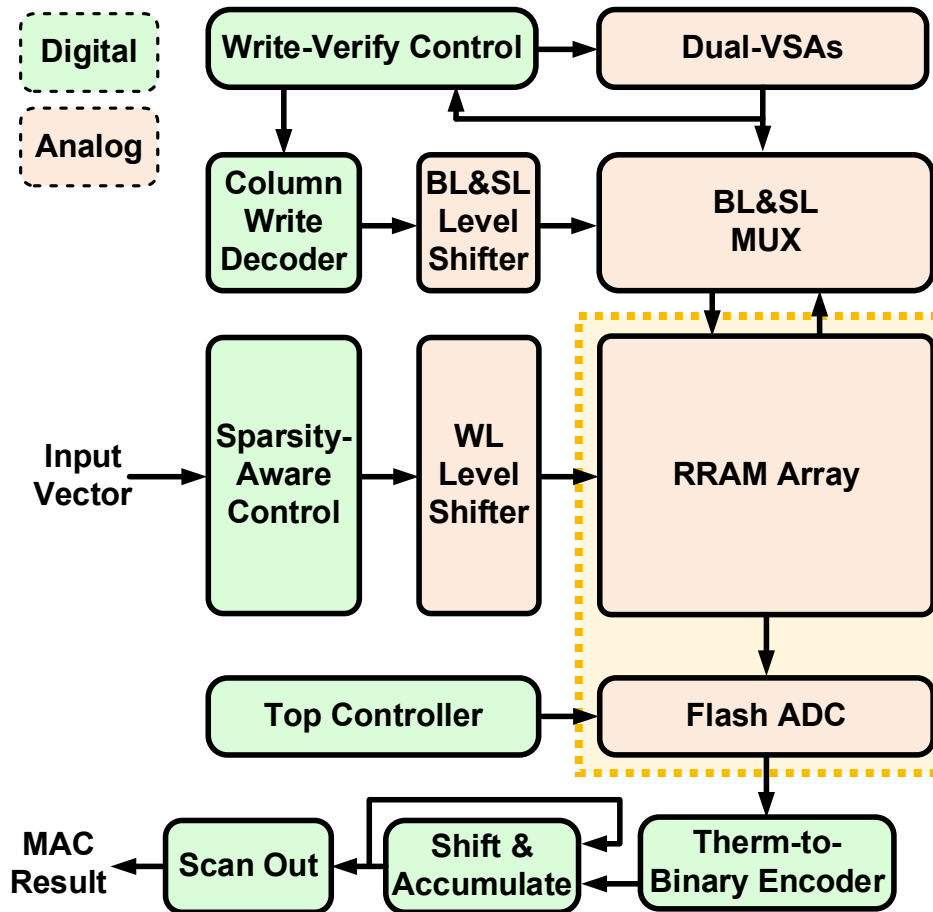 Digital
Analog
Write-Verify Control
Dual-VSAs
Column
Write
Decoder
BL&SL
Level
Shifter
BL&SL
MUX
Input
Vector
Sparsity-
Aware
Control
WL
Level
Shifter
RRAM Array
Top Controller
Flash ADC
MAC
Result
Scan Out
Shift &
Accumulate
Therm-to-
Binary Encoder